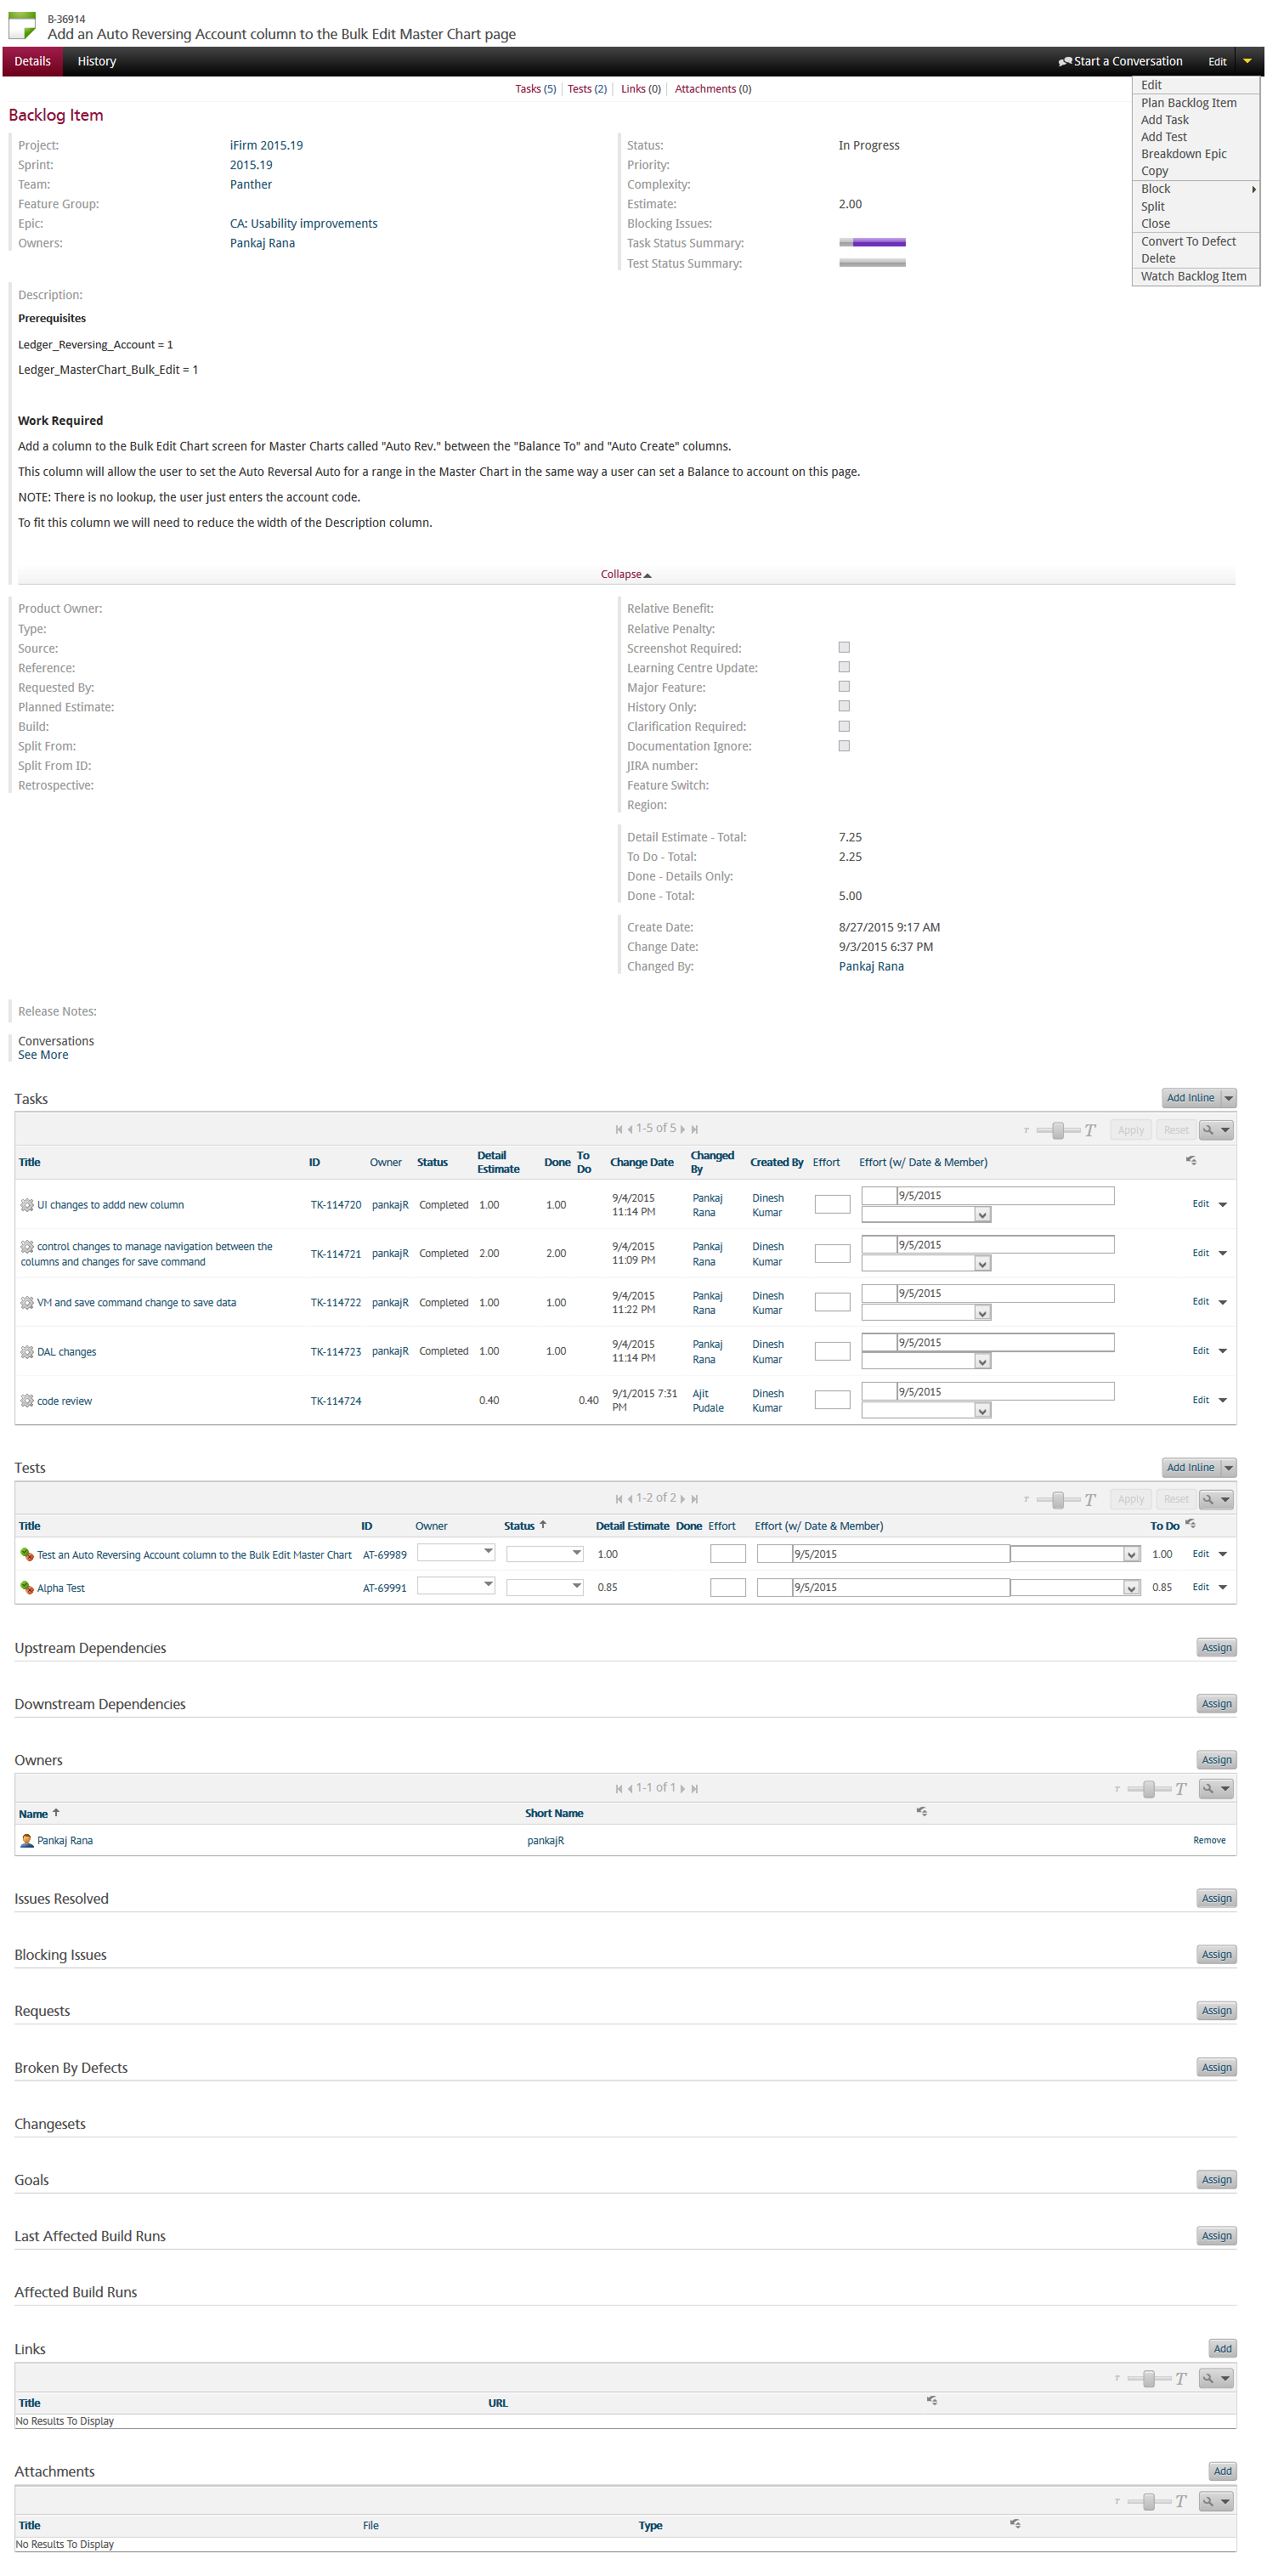 B-36914
Add an Auto Reversing Account column to the Bulk Edit Master Chart page
Details History Start a Conversation Edit
Tasks (5) Tests (2) Links (0) Attachments (0)
Edit
Plan Backlog Item
Add Task
Add Test
Breakdown Epic
Copy
Block
Split
Close
Convert To Defect
Delete
Watch Backlog Item
Backlog Item
Project: iFirm 2015.19
Sprint: 2015.19
Team: Panther
Feature Group:
Epic: CA: Usability improvements
Owners: Pankaj Rana
Status: In Progress
Priority:
Complexity:
Estimate: 2.00
Blocking Issues:
Task Status Summary:
Test Status Summary:
Description:
Prerequisites
Ledger_Reversing_Account = 1
Ledger_MasterChart_Bulk_Edit = 1
Work Required
Add a column to the Bulk Edit Chart screen for Master Charts called "Auto Rev." between the "Balance To" and "Auto Create" columns.
This column will allow the user to set the Auto Reversal Auto for a range in the Master Chart in the same way a user can set a Balance to account on this page.
NOTE: There is no lookup, the user just enters the account code.
To fit this column we will need to reduce the width of the Description column.
Collapse
Product Owner:
Type:
Source:
Reference:
Requested By:
Planned Estimate:
Build:
Split From:
Split From ID:
Retrospective:
Relative Benefit:
Relative Penalty:
Screenshot Required:
Learning Centre Update:
Major Feature:
History Only:
Clarification Required:
Documentation Ignore:
JIRA number:
Feature Switch:
Region:
Detail Estimate - Total: 7.25
To Do - Total: 2.25
Done - Details Only:
Done - Total: 5.00
Create Date: 8/27/2015 9:17 AM
Change Date: 9/3/2015 6:37 PM
Changed By: Pankaj Rana
Release Notes:
Conversations
See More
Tasks Add Inline
1-5 of 5 T T Apply Reset
Title ID Owner Status Detail Estimate Done To Do Change Date Changed By Created By Effort Effort (w/ Date & Member)
UI changes to addd new column TK-114720 pankajR Completed 1.00 1.00 9/4/2015 11:14 PM Pankaj Rana Dinesh Kumar 9/5/2015 Edit
control changes to manage navigation between the columns and changes for save command TK-114721 pankajR Completed 2.00 2.00 9/4/2015 11:09 PM Pankaj Rana Dinesh Kumar 9/5/2015 Edit
VM and save command change to save data TK-114722 pankajR Completed 1.00 1.00 9/4/2015 11:22 PM Pankaj Rana Dinesh Kumar 9/5/2015 Edit
DAL changes TK-114723 pankajR Completed 1.00 1.00 9/4/2015 11:14 PM Pankaj Rana Dinesh Kumar 9/5/2015 Edit
code review TK-114724 0.40 0.40 9/1/2015 7:31 PM Ajit Pudale Dinesh Kumar 9/5/2015 Edit
Tests Add Inline
1-2 of 2 T T Apply Reset
Title ID Owner Status Detail Estimate Done Effort Effort (w/ Date & Member) To Do
Test an Auto Reversing Account column to the Bulk Edit Master Chart AT-69989 1.00 9/5/2015 1.00 Edit
Alpha Test AT-69991 0.85 9/5/2015 0.85 Edit
Upstream Dependencies Assign
Downstream Dependencies Assign
Owners Assign
1-1 of 1 T T
Name Short Name
Pankaj Rana pankajR Remove
Issues Resolved Assign
Blocking Issues Assign
Requests Assign
Broken By Defects Assign
Changesets
Goals Assign
Last Affected Build Runs Assign
Affected Build Runs
Links Add
T T
Title URL
No Results To Display
Attachments Add
T T
Title File Type
No Results To Display